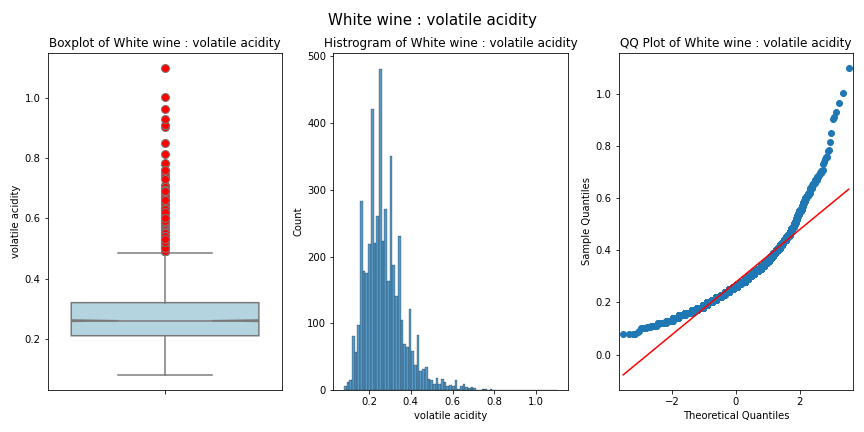 White wine : volatile acidity
Boxplot of White wine : volatile acidity
volatile acidity
1.0
0.8
0.6
0.4
0.2
Histrogram of White wine : volatile acidity
Count
500
400
300
200
100
0
0.2 0.4 0.6 0.8 1.0
volatile acidity
QQ Plot of White wine : volatile acidity
Sample Quantiles
1.0
0.8
0.6
0.4
0.2
0.0
−2 0 2
Theoretical Quantiles